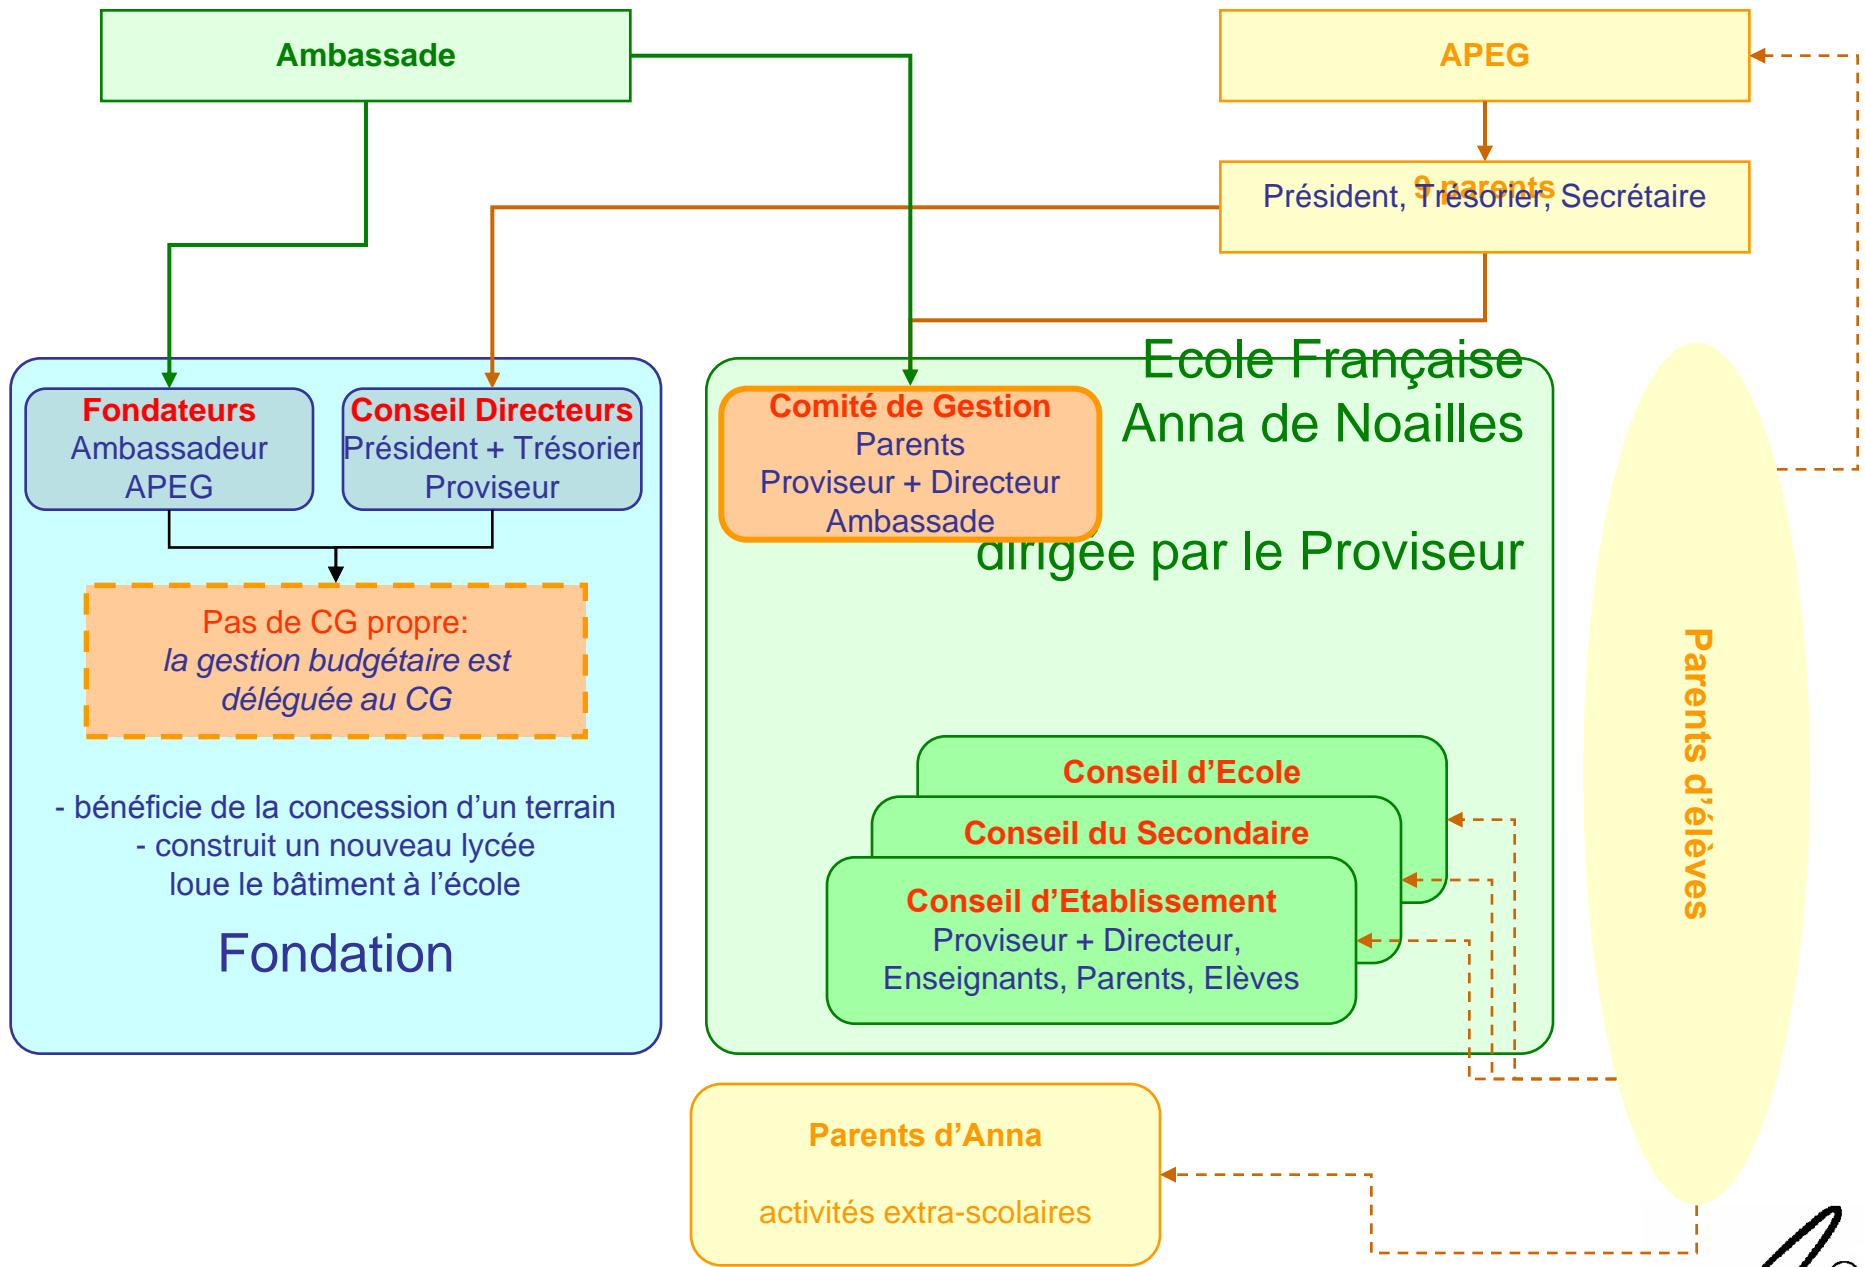 Ambassade
APEG
9 parents
Président, Trésorier, Secrétaire
Fondateurs
Ambassadeur
APEG
Conseil Directeurs
Président + Trésorier
Proviseur
Pas de CG propre:
la gestion budgétaire est
déléguée au CG
- bénéficie de la concession d’un terrain
- construit un nouveau lycée
loue le bâtiment à l’école
Fondation
Ecole Française
Anna de Noailles
dirigée par le Proviseur
Comité de Gestion
Parents
Proviseur + Directeur
Ambassade
Conseil d’Ecole
Conseil du Secondaire
Conseil d’Etablissement
Proviseur + Directeur,
Enseignants, Parents, Elèves
Parents d’élèves
Parents d’Anna
activités extra-scolaires